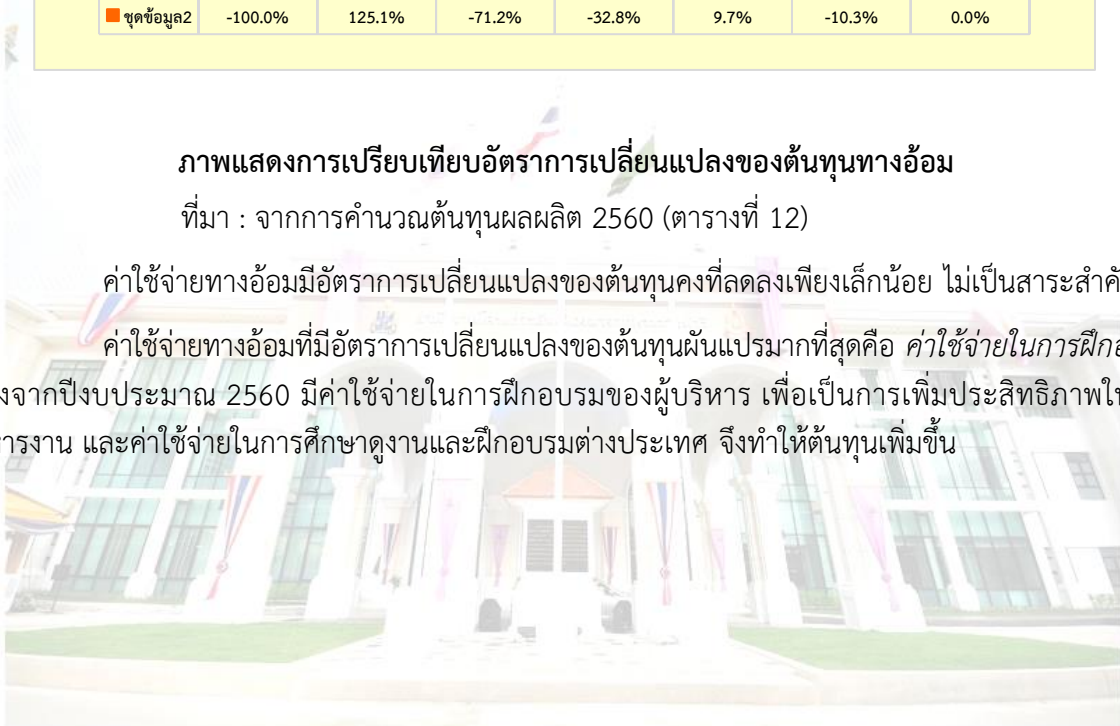 ชุดข้อมูล2 -100.0% 125.1% -71.2% -32.8% 9.7% -10.3% 0.0%
ภาพแสดงการเปรียบเทียบอัตราการเปลี่ยนแปลงของต้นทุนทางอ้อม
ที่มา : จากการคำนวณต้นทุนผลผลิต 2560 (ตารางที่ 12)
ค่าใช้จ่ายทางอ้อมมีอัตราการเปลี่ยนแปลงของต้นทุนคงที่ลดลงเพียงเล็กน้อย ไม่เป็นสาระสำคั
ค่าใช้จ่ายทางอ้อมที่มีอัตราการเปลี่ยนแปลงของต้นทุนผันแปรมากที่สุดคือ ค่าใช้จ่ายในการฝึกอ
งจากปีงบประมาณ 2560 มีค่าใช้จ่ายในการฝึกอบรมของผู้บริหาร เพื่อเป็นการเพิ่มประสิทธิภาพใน
ารงาน และค่าใช้จ่ายในการศึกษาดูงานและฝึกอบรมต่างประเทศ จึงทำให้ต้นทุนเพิ่มขึ้น